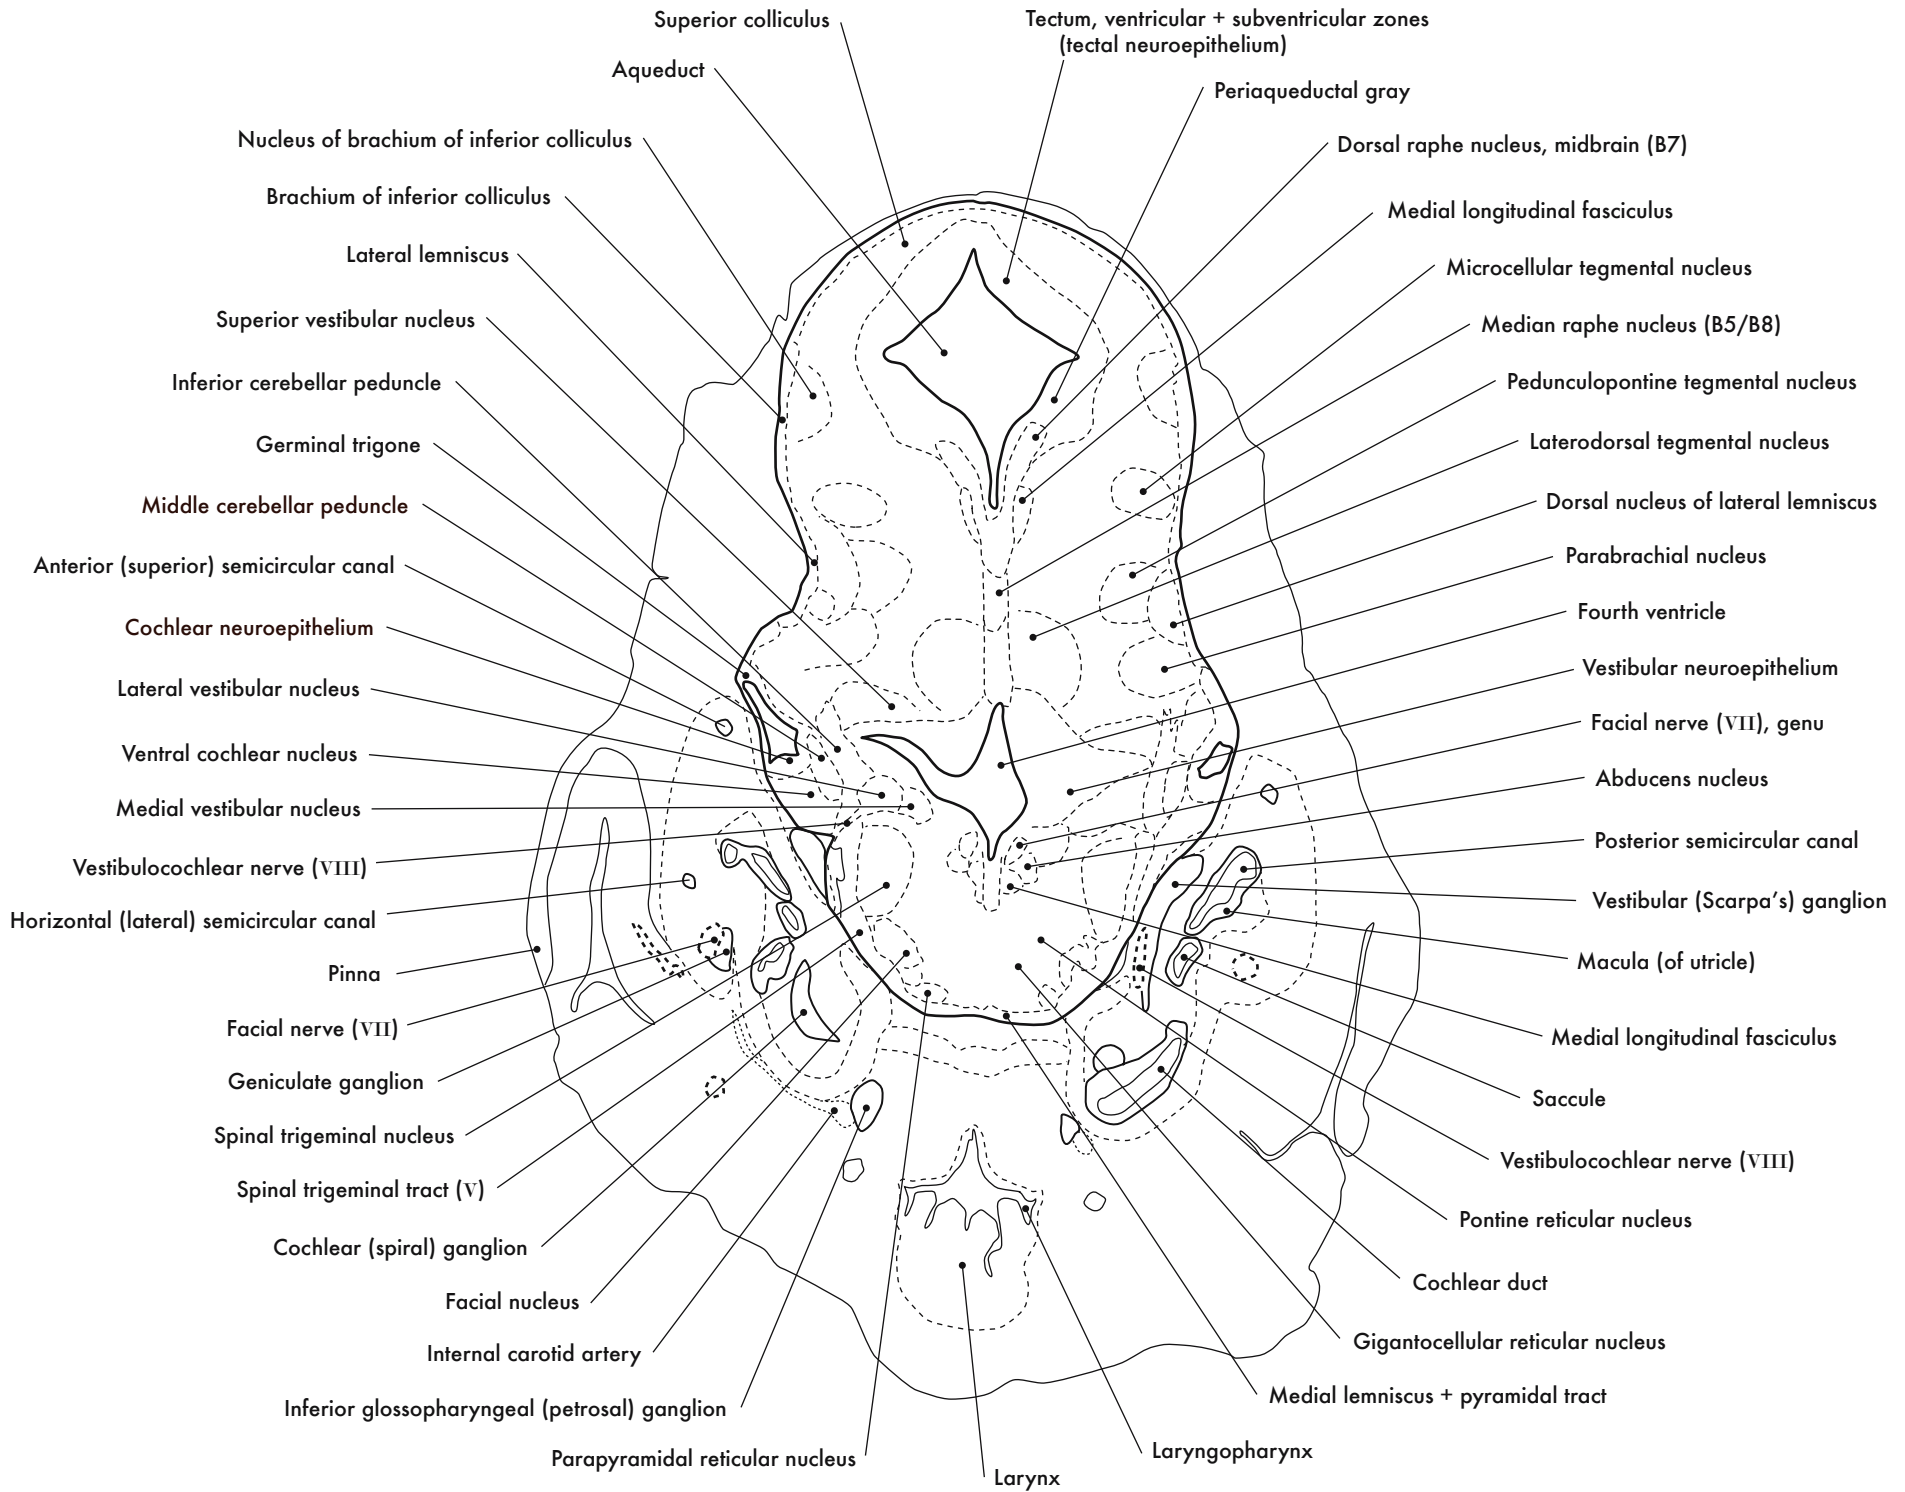 Superior colliculus
Aqueduct
Nucleus of brachium of inferior colliculus
Brachium of inferior colliculus
Lateral lemniscus
Superior vestibular nucleus
Inferior cerebellar peduncle
Germinal trigone
Middle cerebellar peduncle
Anterior (superior) semicircular canal
Cochlear neuroepithelium
Lateral vestibular nucleus
Ventral cochlear nucleus
Medial vestibular nucleus
Vestibulocochlear nerve (VIII)
Horizontal (lateral) semicircular canal
Pinna
Facial nerve (VII)
Geniculate ganglion
Spinal trigeminal nucleus
Spinal trigeminal tract (V)
Cochlear (spiral) ganglion
Facial nucleus
Internal carotid artery
Inferior glossopharyngeal (petrosal) ganglion
Parapyramidal reticular nucleus
Larynx
Tectum, ventricular + subventricular zones
(tectal neuroepithelium)
Periaqueductal gray
Dorsal raphe nucleus, midbrain (B7)
Medial longitudinal fasciculus
Microcellular tegmental nucleus
Median raphe nucleus (B5/B8)
Pedunculopontine tegmental nucleus
Laterodorsal tegmental nucleus
Dorsal nucleus of lateral lemniscus
Parabrachial nucleus
Fourth ventricle
Vestibular neuroepithelium
Facial nerve (VII), genu
Abducens nucleus
Posterior semicircular canal
Vestibular (Scarpa's) ganglion
Macula (of utricle)
Medial longitudinal fasciculus
Saccule
Vestibulocochlear nerve (VIII)
Pontine reticular nucleus
Cochlear duct
Gigantocellular reticular nucleus
Medial lemniscus + pyramidal tract
Laryngopharynx